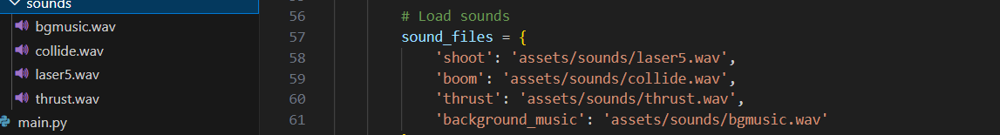 sounds
bgmusic.wav
collide.wav
laser5.wav
thrust.wav
main.py
56 # Load sounds
57 sound_files = {
58 'shoot': 'assets/sounds/laser5.wav',
59 'boom': 'assets/sounds/collide.wav',
60 'thrust': 'assets/sounds/thrust.wav',
61 'background_music': 'assets/sounds/bgmusic.wav'